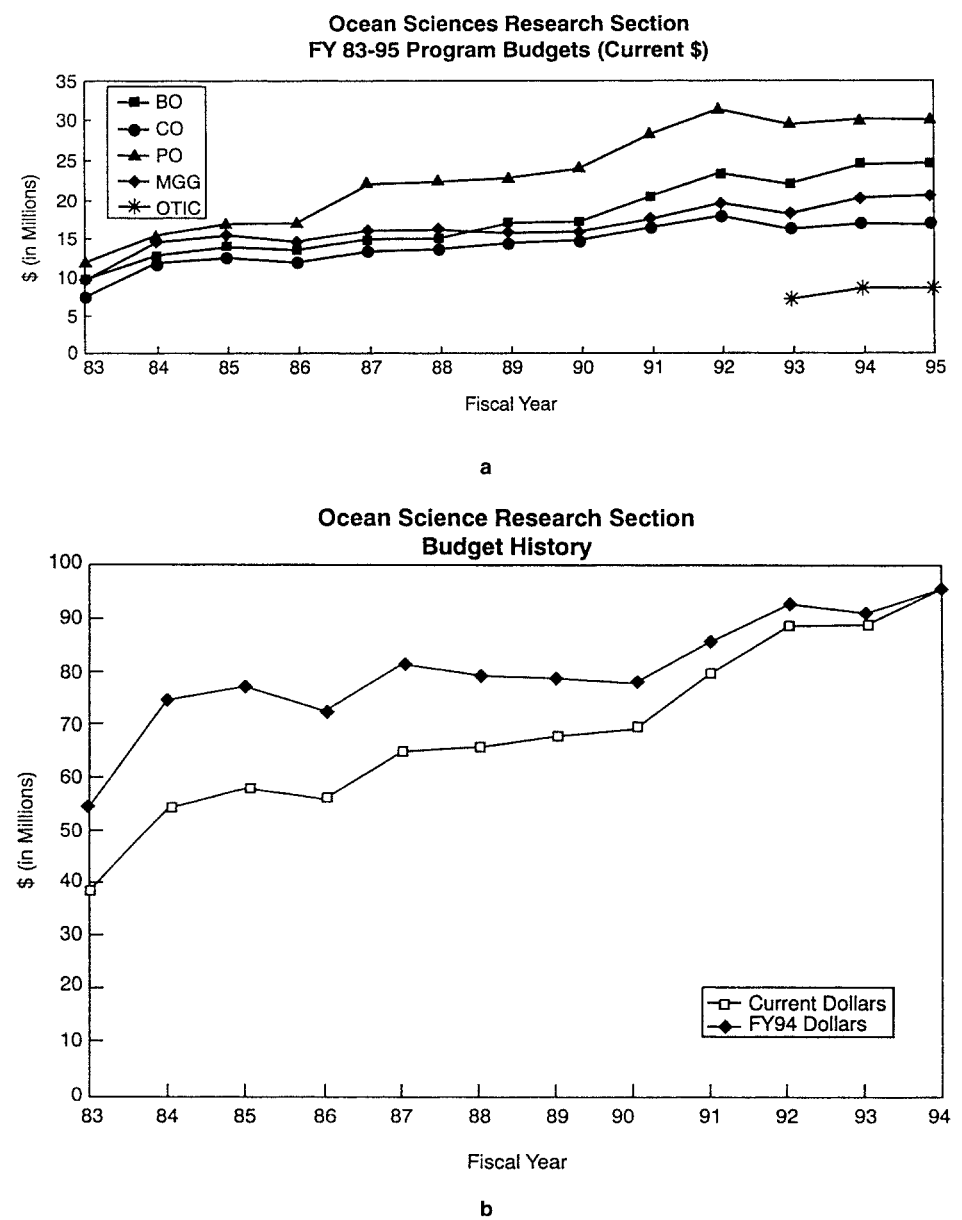 Ocean Sciences Research Section
FY 83-95 Program Budgets (Current $)
35
30
25
20
15
10
5
0
$ (in Millions)
BO
CO
PO
MGG
OTIC
83 84 85 86 87 88 89 90 91 92 93 94 95
Fiscal Year
a
Ocean Science Research Section
Budget History
100
90
80
70
60
50
40
30
20
10
0
$ (in Millions)
Current Dollars
FY94 Dollars
83 84 85 86 87 88 89 90 91 92 93 94
Fiscal Year
b